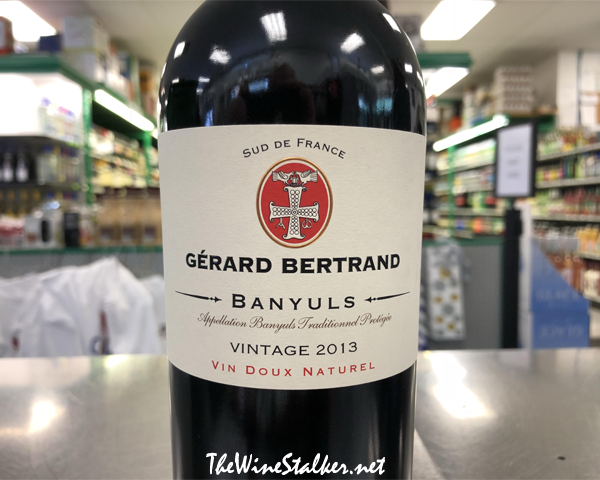 SUD DE FRANCE
GÉRARD BERTRAND
BANYULS
Appellation Banyuls Traditionnel Protégée
VINTAGE 2013
VIN DOUX NATUREL
TheWineStalker.net